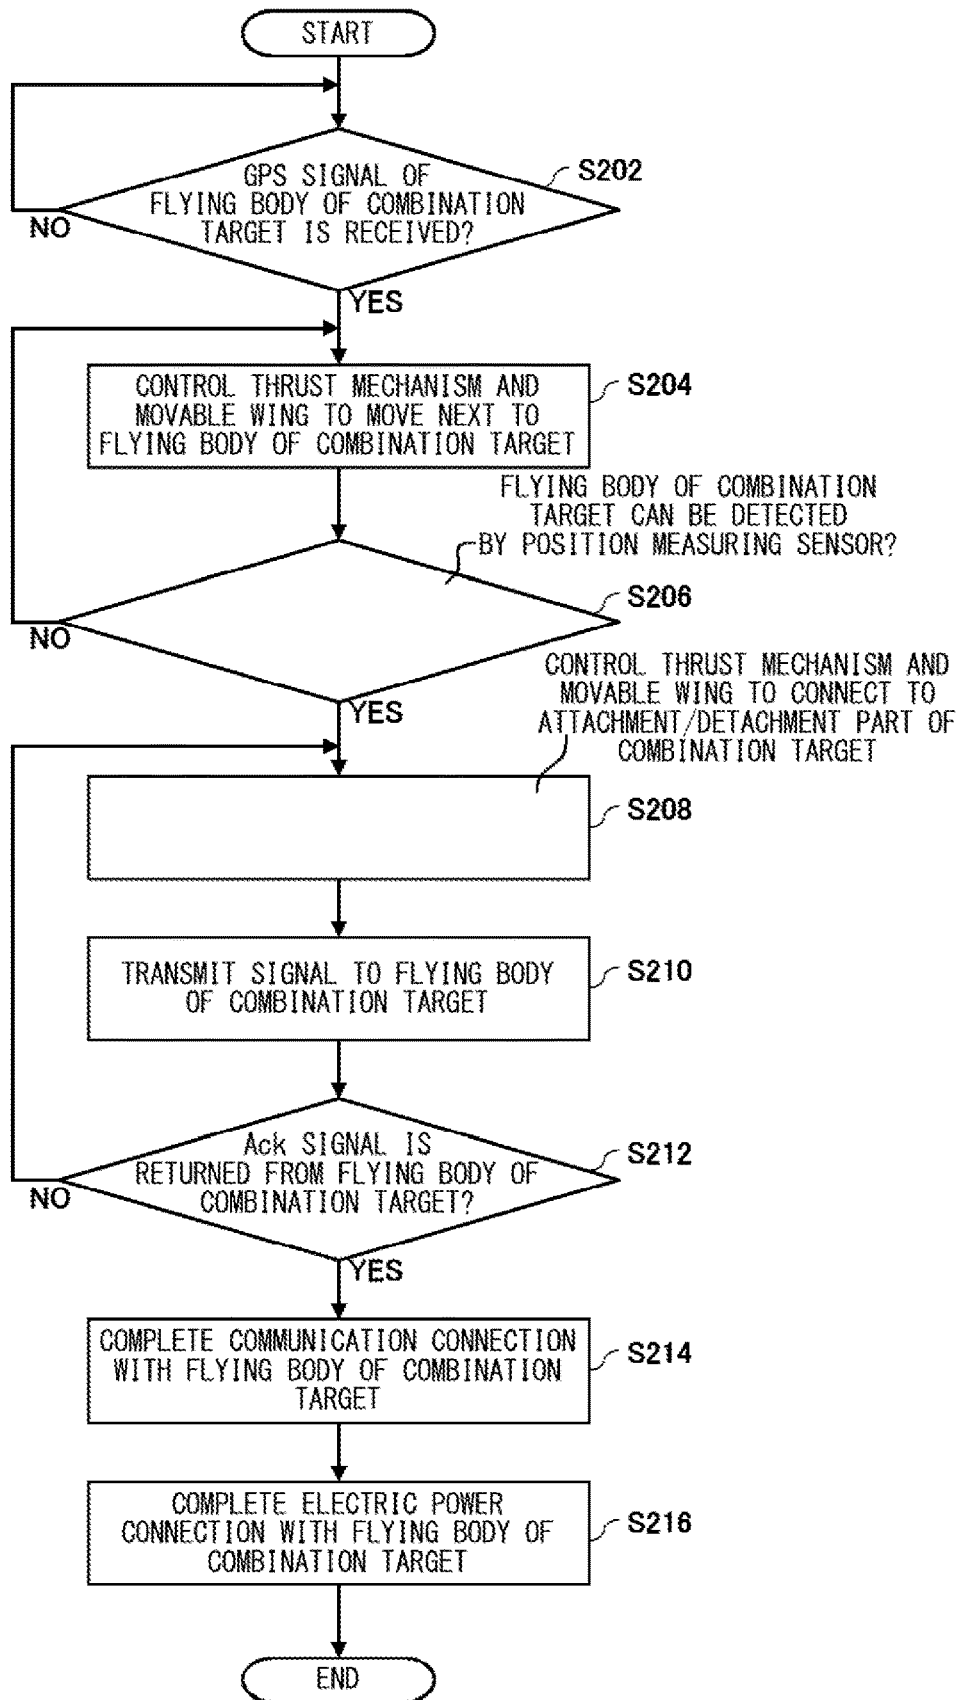 START
GPS SIGNAL OF
FLYING BODY OF COMBINATION
TARGET IS RECEIVED?
S202
NO
YES
CONTROL THRUST MECHANISM AND
MOVABLE WING TO MOVE NEXT TO
FLYING BODY OF COMBINATION TARGET
S204
FLYING BODY OF COMBINATION
TARGET CAN BE DETECTED
BY POSITION MEASURING SENSOR?
S206
NO
YES
CONTROL THRUST MECHANISM AND
MOVABLE WING TO CONNECT TO
ATTACHMENT/DETACHMENT PART OF
COMBINATION TARGET
S208
TRANSMIT SIGNAL TO FLYING BODY
OF COMBINATION TARGET
S210
Ack SIGNAL IS
RETURNED FROM FLYING BODY OF
COMBINATION TARGET?
S212
NO
YES
COMPLETE COMMUNICATION CONNECTION
WITH FLYING BODY OF COMBINATION
TARGET
S214
COMPLETE ELECTRIC POWER
CONNECTION WITH FLYING BODY OF
COMBINATION TARGET
S216
END